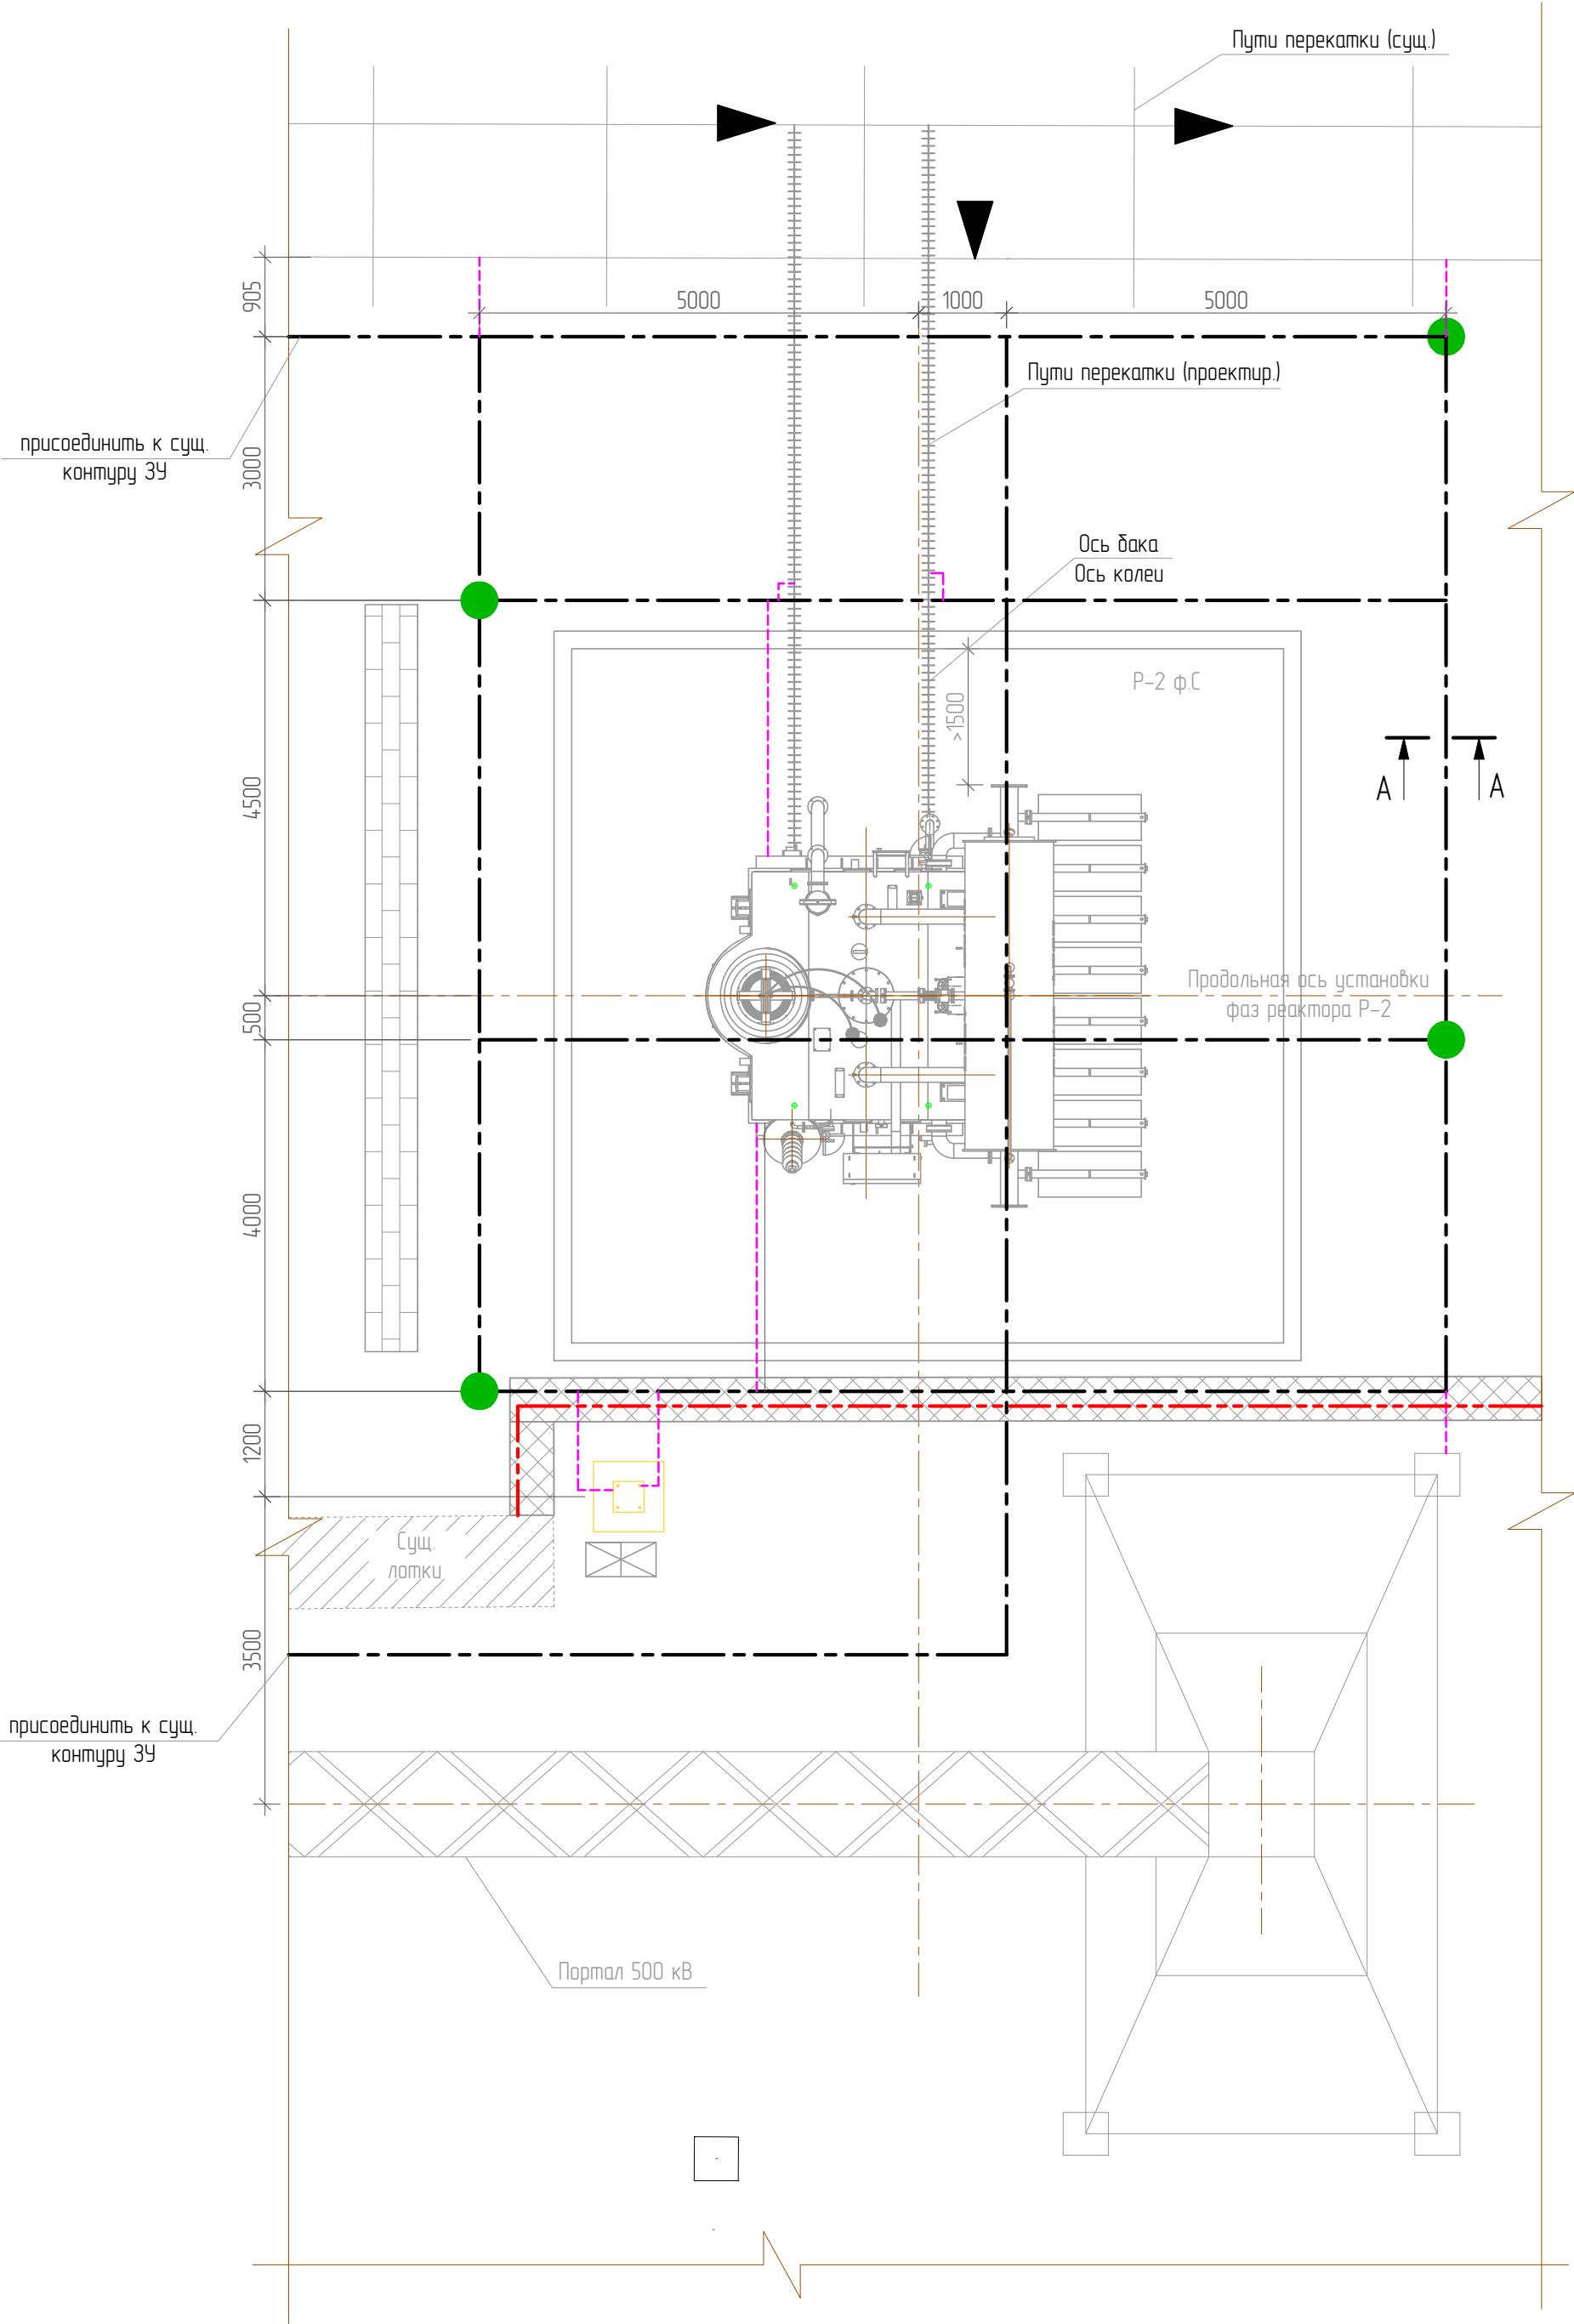 Пути перекатки (сущ.)
905
5000
1000
5000
Пути перекатки (проектир.)
присоединить к сущ.
контуру ЗУ
3000
Ось бака
Ось колеи
Р-2 ф.С
>1500
4500
А
А
Продольная ось установки
фаз реактора Р-2
500
4000
1200
Сущ.
лотки
3500
присоединить к сущ.
контуру ЗУ
Портал 500 кВ